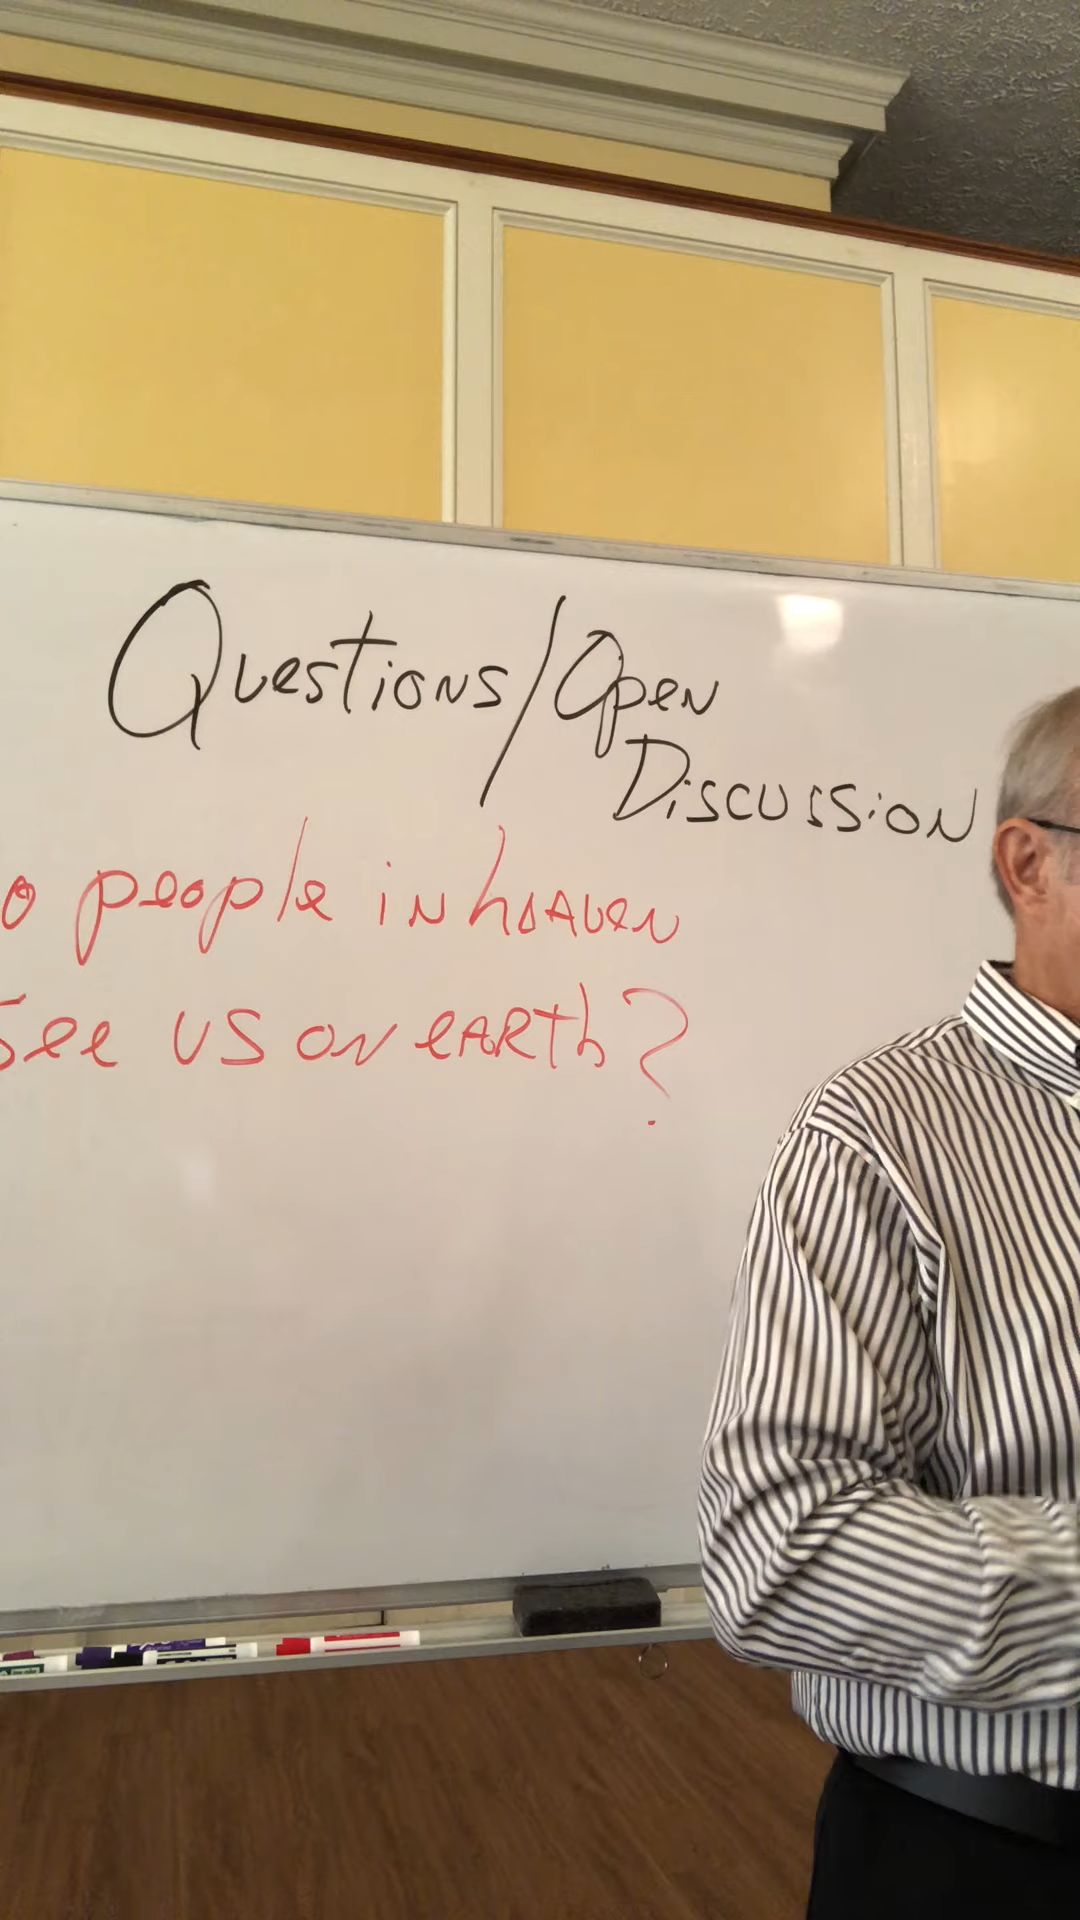 Questions/Open
Discussion
o people in heaven
see us on earth?